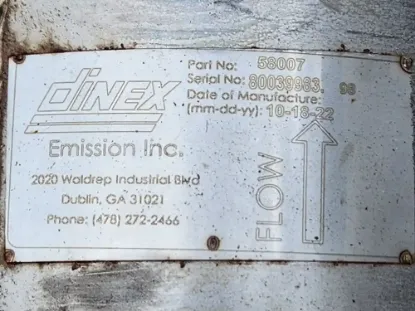 DINEX
Emission Inc.
2020 Waldrep Industrial Blvd
Dublin, GA 31021
Phone: (478) 272-2466
Part No: 58007
Serial No: 80039983. 98
Date of Manufacture:
(mm-dd-yy): 10-18-22
FLOW